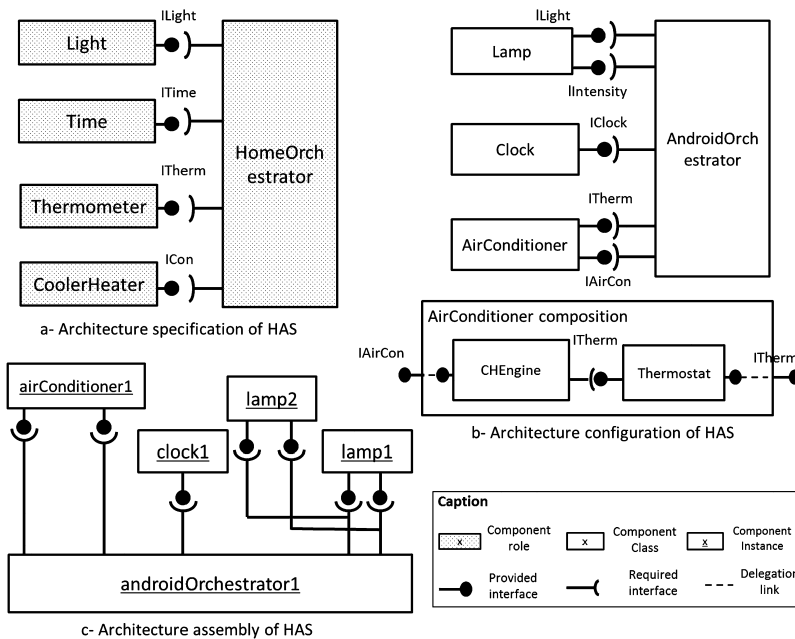 ILight
Light
ITime
Time
ITherm
Thermometer
ICon
CoolerHeater
HomeOrch
estrator
a- Architecture specification of HAS
ILight
Lamp
IIntensity
IClock
Clock
ITherm
AirConditioner
IAirCon
AndroidOrch
estrator
AirConditioner composition
IAirCon
CHEngine
ITherm
Thermostat
ITherm
b- Architecture configuration of HAS
airConditioner1
lamp2
clock1
lamp1
androidOrchestrator1
c- Architecture assembly of HAS
Caption
x
Component
role
x
Component
Class
x
Component
Instance
Provided
interface
Required
interface
Delegation
link